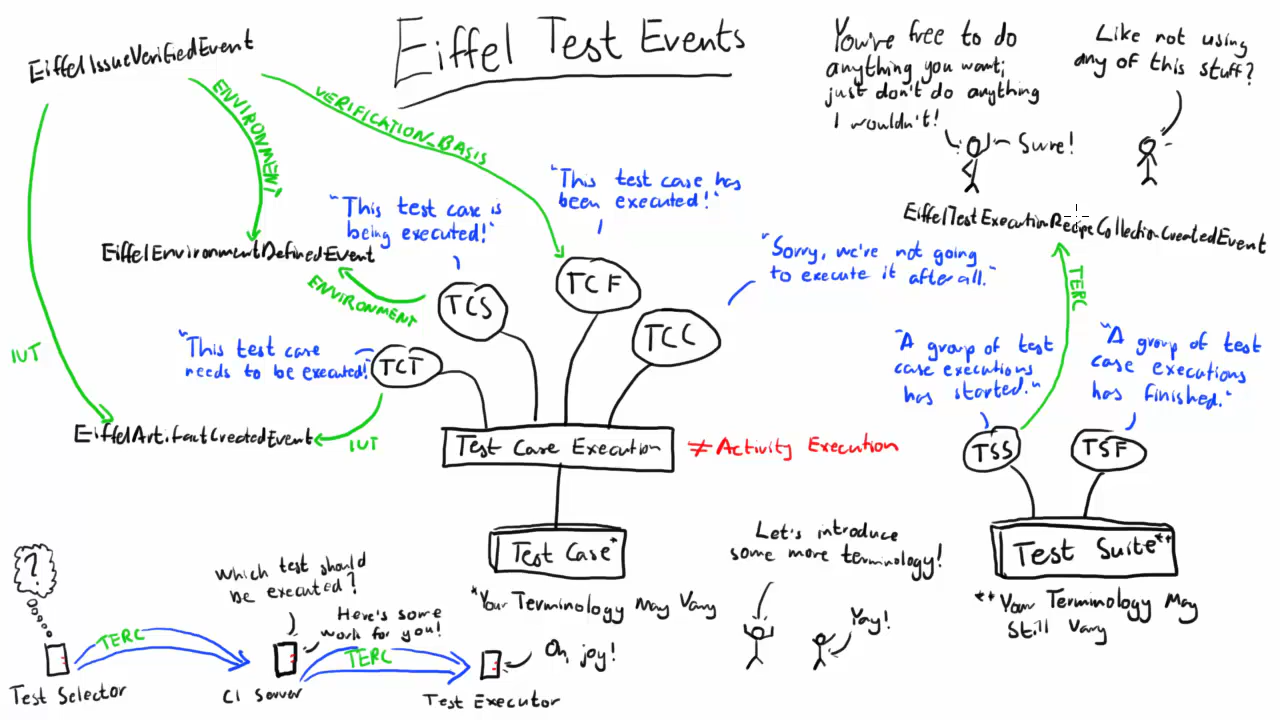 Eiffel Test Events
EiffelIssueVerifiedEvent
ENVIRONMENT
VERIFICATION_BASIS
You're free to do
anything you want;
just don't do anything
I wouldn't!
Sure!
Like not using
any of this stuff?
"This test case is
being executed!"
"This test case has
been executed!"
"Sorry, we're not going
to execute it after all."
EiffelTestExecutionRecipeCollectionCreatedEvent
EiffelEnvironmentDefinedEvent
ENVIRONMENT
TCS
TCF
TCC
TERC
IUT
"This test case
needs to be executed!"
TCT
"A group of test
case executions
has started."
"A group of test
case executions
has finished."
EiffelArtifactCreatedEvent
IUT
Test Case Execution
≠ Activity Execution
TSS
TSF
Test Case*
*Your Terminology May Vary
Let's introduce
some more terminology!
Yay!
Test Suite**
**Your Terminology May
Still Vary
?
Which test should
be executed?
Here's some
work for you!
Oh, joy!
TERC
TERC
Test Selector
CI Server
Test Executor